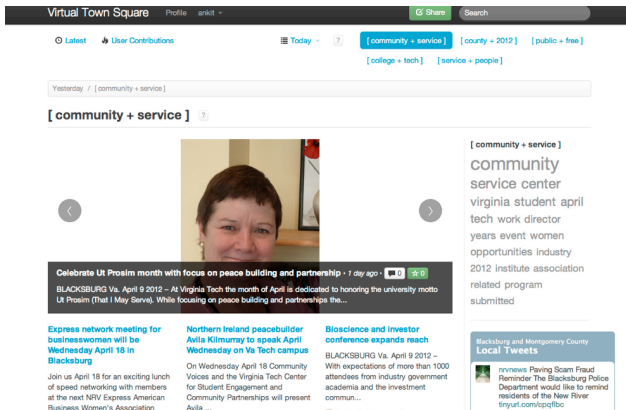 Virtual Town Square Profile ankit Share Search
Latest User Contributions Today ? [ community + service ] [ county + 2012 ] [ public + free ]
[ college + tech ] [ service + people ]
Yesterday / [ community + service ]
[ community + service ] ?
Celebrate Ut Prosim month with focus on peace building and partnership • 1 day ago • 0 0
BLACKSBURG Va. April 9 2012 – At Virginia Tech the month of April is dedicated to honoring the university motto
Ut Prosim (That I May Serve). While focusing on peace building and partnerships the...
Express network meeting for
businesswomen will be
Wednesday April 18 in
Blacksburg
Join us April 18 for an exciting lunch
of speed networking with members
at the next NRV Express American
Business Women's Association
Northern Ireland peacebuilder
Avila Kilmurray to speak April
Wednesday on Va Tech campus
On Wednesday April 18 Community
Voices and the Virginia Tech Center
for Student Engagement and
Community Partnerships will present
Avila ...
Bioscience and investor
conference expands reach
BLACKSBURG Va. April 9 2012 –
With expectations of more than 1000
attendees from industry government
academia and the investment
commun...
...
[ community + service ]
community
service center
virginia student april
tech work director
years event women
opportunities industry
2012 institute association
related program
submitted
Blacksburg and Montgomery County
Local Tweets
nrvnews Paving Scam Fraud
Reminder The Blacksburg Police
Department would like to remind
residents of the New River
tinyurl.com/cpqflbc